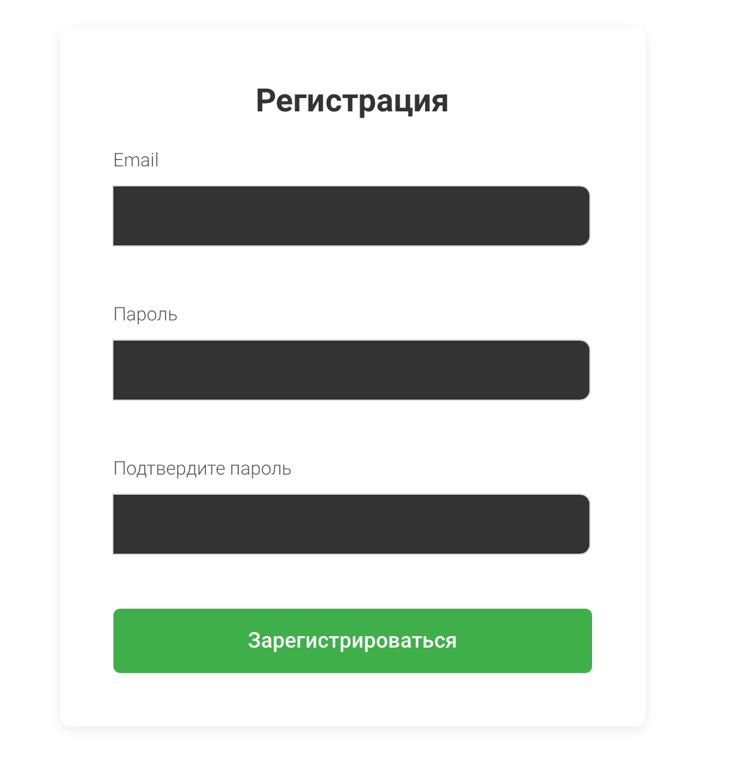 Регистрация
Email
Пароль
Подтвердите пароль
Зарегистрироваться